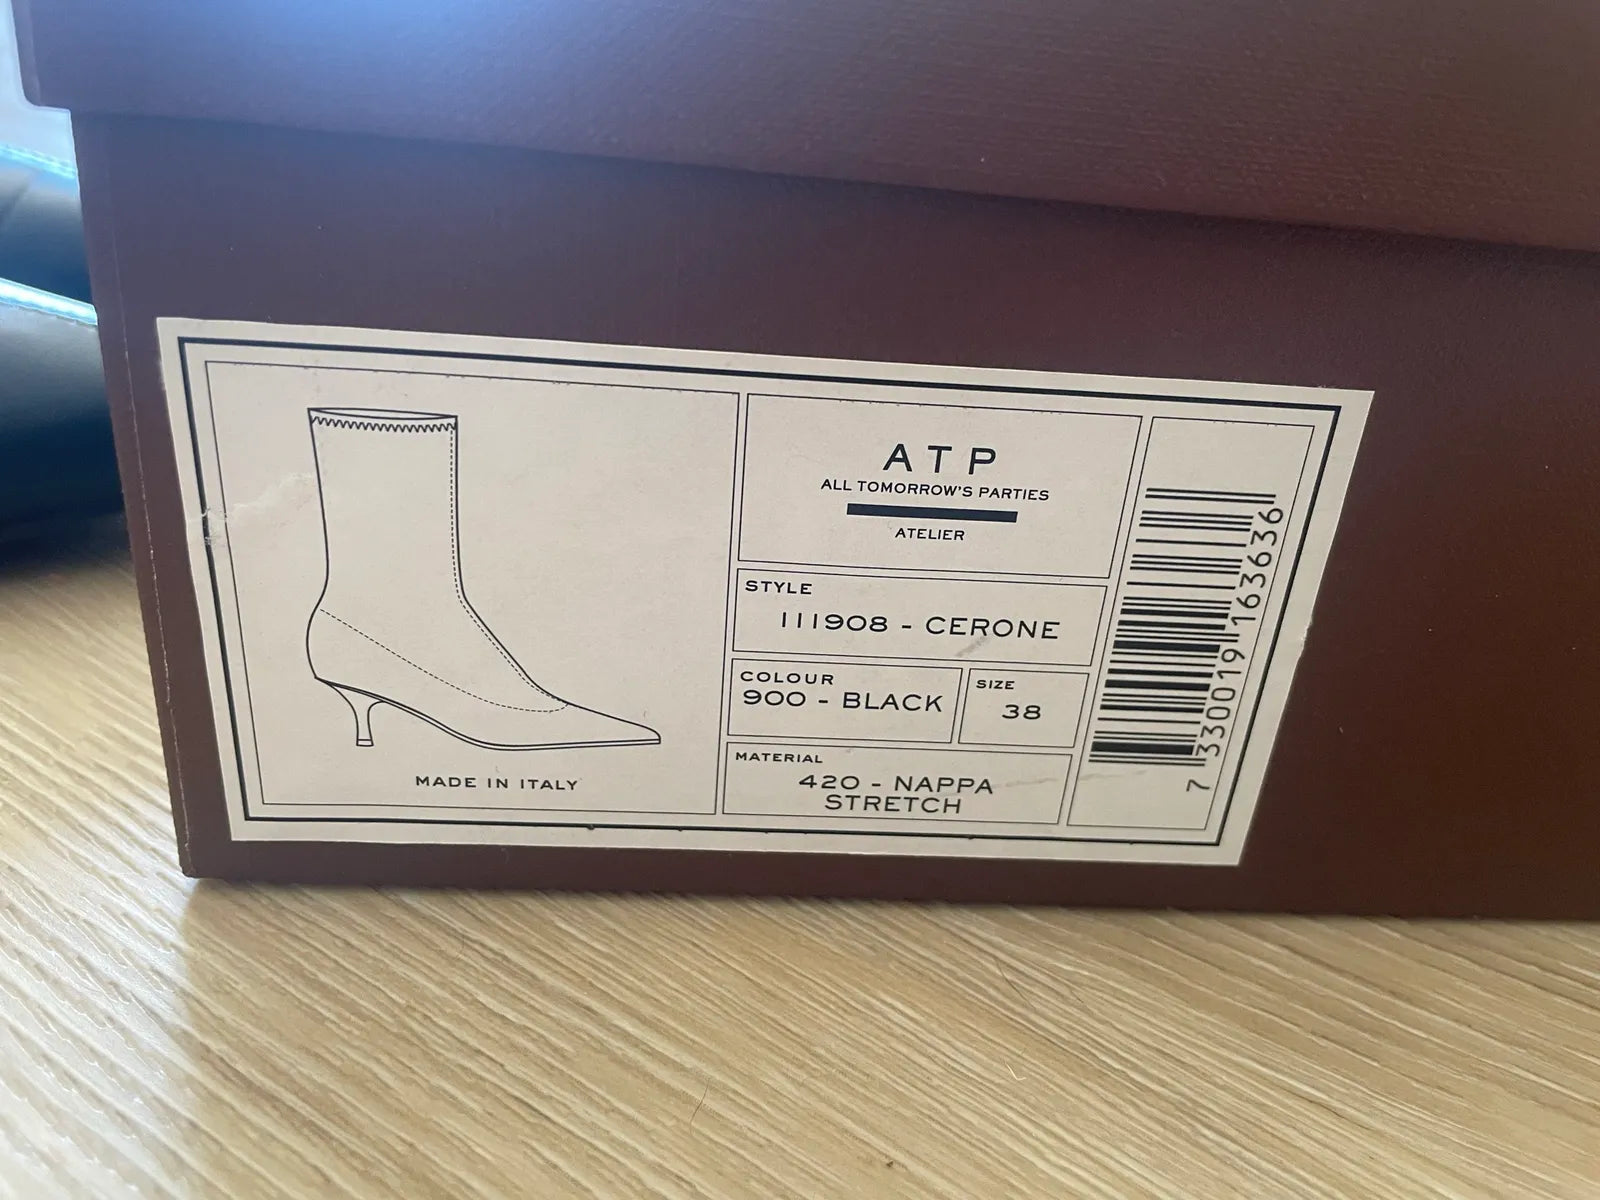 MADE IN ITALY
ATP
ALL TOMORROW'S PARTIES
ATELIER
STYLE
111908 - CERONE
COLOUR
900 - BLACK
SIZE
38
MATERIAL
420 - NAPPA
STRETCH
7 330019 163636